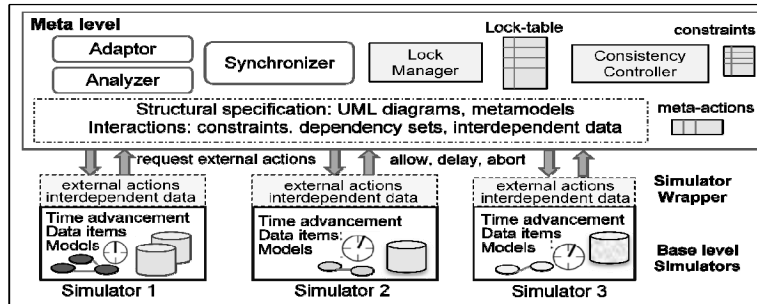 Meta level
Adaptor
Analyzer
Synchronizer
Lock
Manager
Lock-table
Consistency
Controller
constraints
Structural specification: UML diagrams, metamodels
Interactions: constraints. dependency sets, interdependent data
meta-actions
request external actions
allow, delay, abort
external actions
interdependent data
external actions
interdependent data
external actions
interdependent data
Simulator
Wrapper
Time advancement
Data items
Models
Time advancement
Data items
Models
Time advancement
Data items
Models
Base level
Simulators
Simulator 1
Simulator 2
Simulator 3